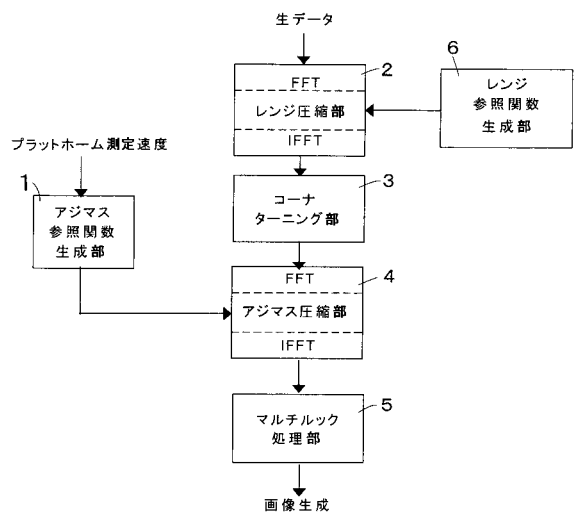 生データ
2
FFT
レンジ圧縮部
IFFT
6
レンジ
参照関数
生成部
プラットホーム測定速度
1
アジマス
参照関数
生成部
3
コーナ
ターニング部
4
FFT
アジマス圧縮部
IFFT
5
マルチルック
処理部
画像生成